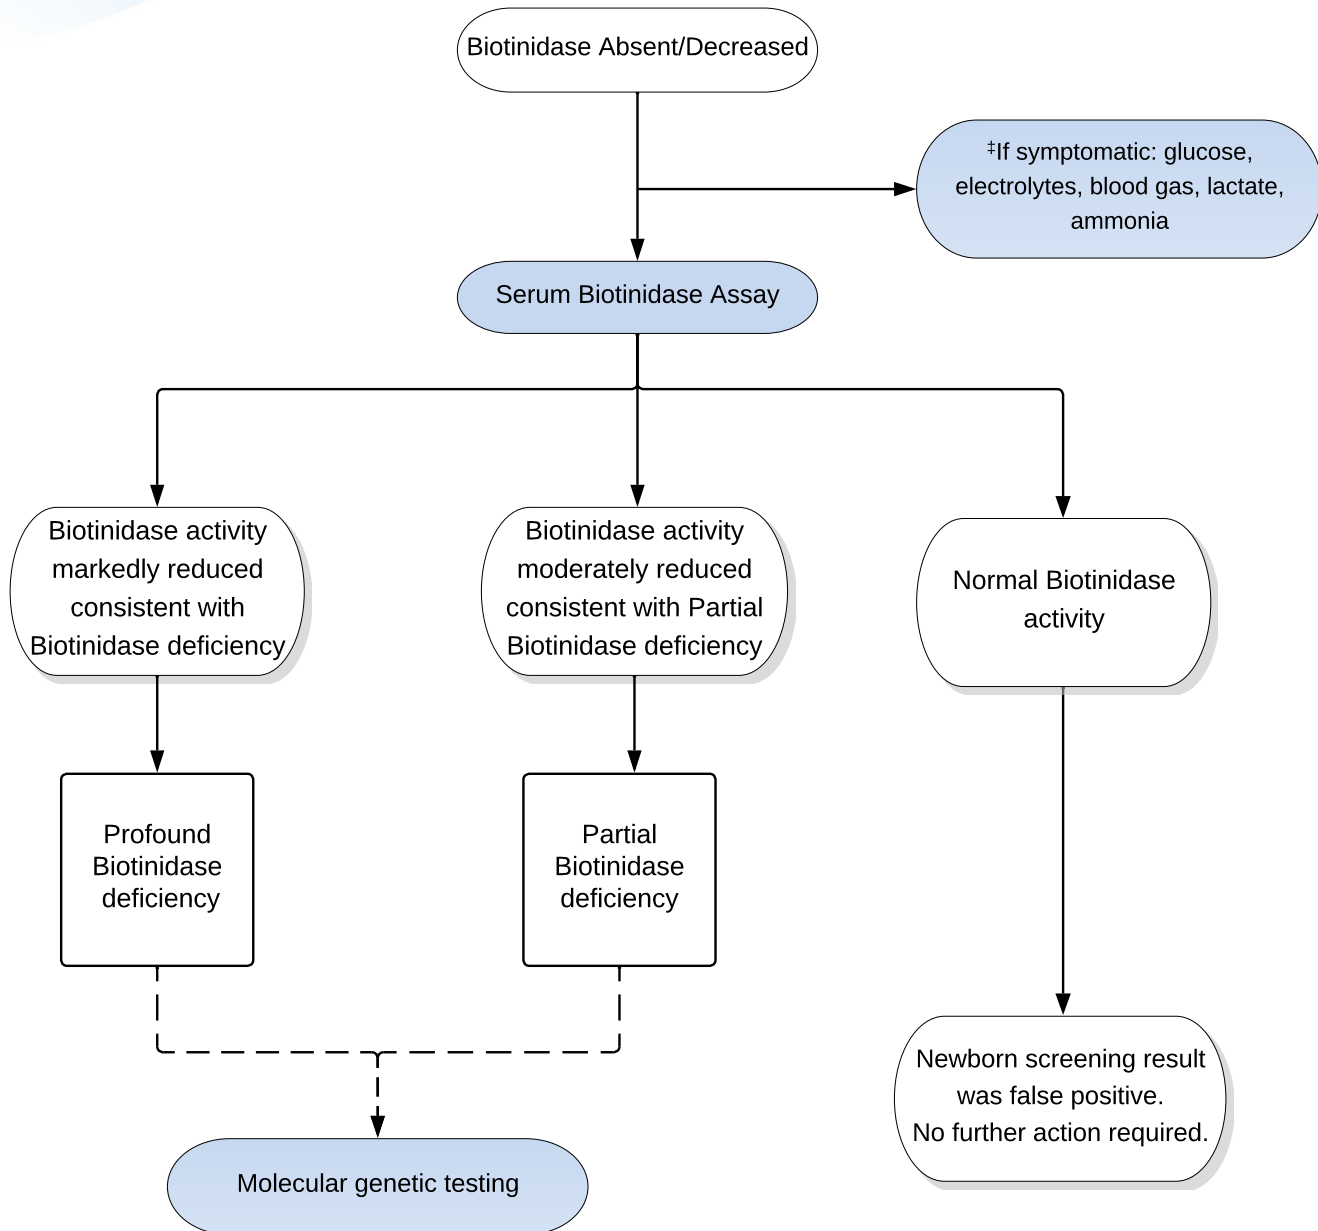 Biotinidase Absent/Decreased
‡If symptomatic: glucose,
electrolytes, blood gas, lactate,
ammonia
Serum Biotinidase Assay
Biotinidase activity
markedly reduced
consistent with
Biotinidase deficiency
Biotinidase activity
moderately reduced
consistent with Partial
Biotinidase deficiency
Normal Biotinidase
activity
Profound
Biotinidase
deficiency
Partial
Biotinidase
deficiency
Newborn screening result
was false positive.
No further action required.
Molecular genetic testing